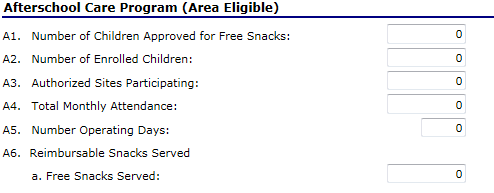 Afterschool Care Program (Area Eligible)
A1. Number of Children Approved for Free Snacks: 0
A2. Number of Enrolled Children: 0
A3. Authorized Sites Participating: 0
A4. Total Monthly Attendance: 0
A5. Number Operating Days: 0
A6. Reimbursable Snacks Served
a. Free Snacks Served: 0